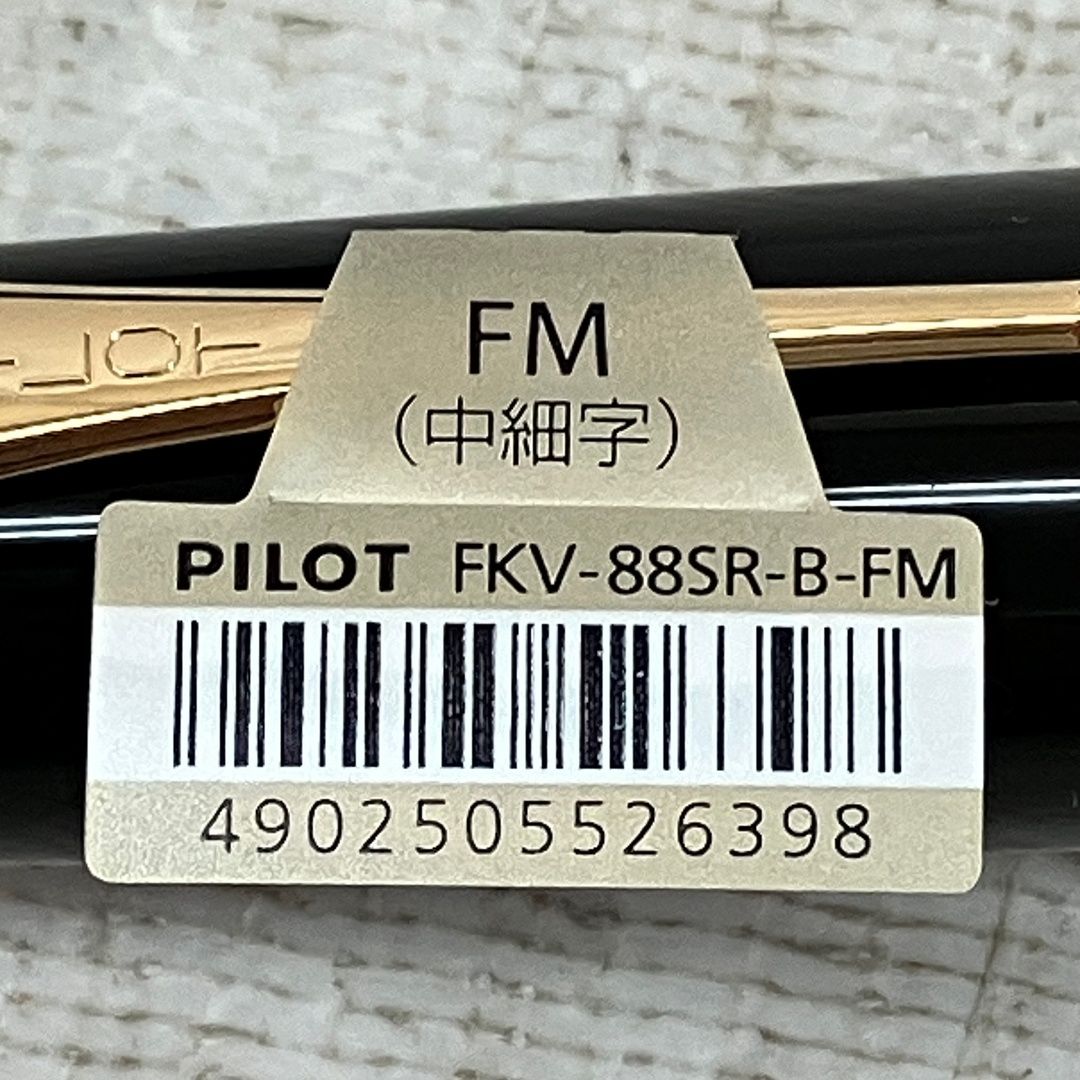 FM
(中細字)
PILOT FKV-88SR-B-FM
4902505526398